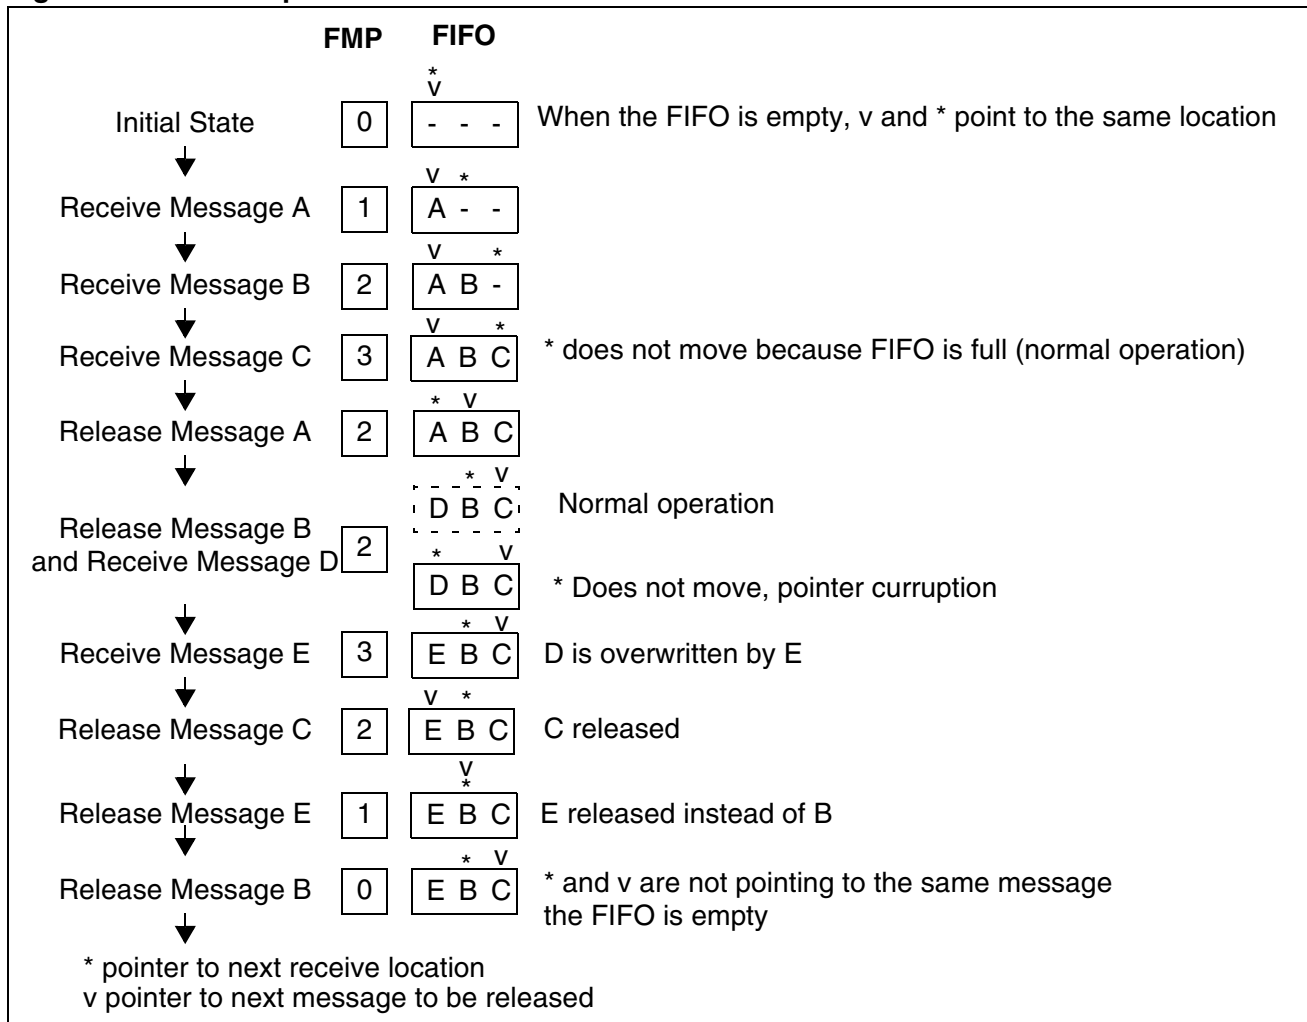 FMP FIFO
*
v
Initial State 0 - - - When the FIFO is empty, v and * point to the same location
v *
Receive Message A 1 A - -
v *
Receive Message B 2 A B -
v *
Receive Message C 3 A B C * does not move because FIFO is full (normal operation)
* v
Release Message A 2 A B C
* v
D B C Normal operation
Release Message B
and Receive Message D 2
* v
D B C * Does not move, pointer curruption
* v
Receive Message E 3 E B C D is overwritten by E
v *
Release Message C 2 E B C C released
v
*
Release Message E 1 E B C E released instead of B
* v
Release Message B 0 E B C * and v are not pointing to the same message
the FIFO is empty
* pointer to next receive location
v pointer to next message to be released